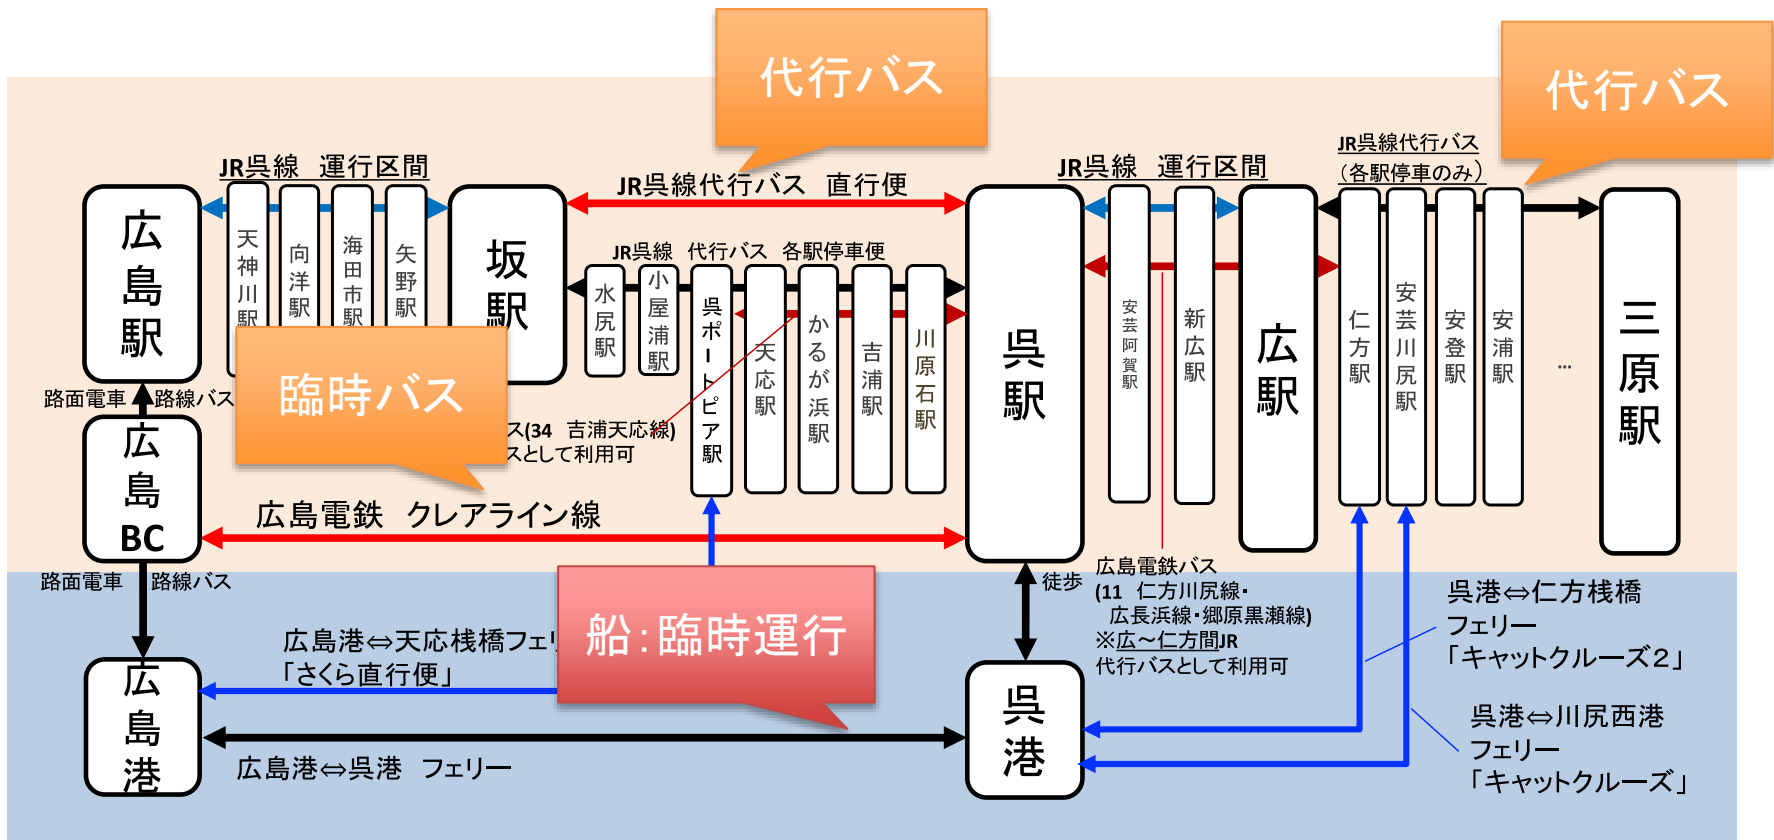 代行バス
代行バス
JR呉線 運行区間
JR呉線代行バス 直行便
JR呉線 運行区間
JR呉線代行バス
(各駅停車のみ)
広島駅
天神川駅
向洋駅
海田市駅
矢野駅
坂駅
JR呉線 代行バス 各駅停車便
水尻駅
小屋浦駅
呉ポートピア駅
天応駅
かるが浜駅
吉浦駅
川原石駅
呉駅
安芸阿賀駅
新広駅
広駅
仁方駅
安芸川尻駅
安登駅
安浦駅
…
三原駅
臨時バス
路面電車
路線バス
ス(34 吉浦天応線)
スとして利用可
広島BC
広島電鉄 クレアライン線
路面電車
路線バス
船：臨時運行
徒歩
広島電鉄バス
(11 仁方川尻線・
広長浜線・郷原黒瀬線)
※広～仁方間JR
代行バスとして利用可
呉港⇔仁方桟橋
フェリー
「キャットクルーズ２」
広島港⇔天応桟橋フェリ
「さくら直行便」
広島港
呉港
呉港⇔川尻西港
フェリー
「キャットクルーズ」
広島港⇔呉港 フェリー